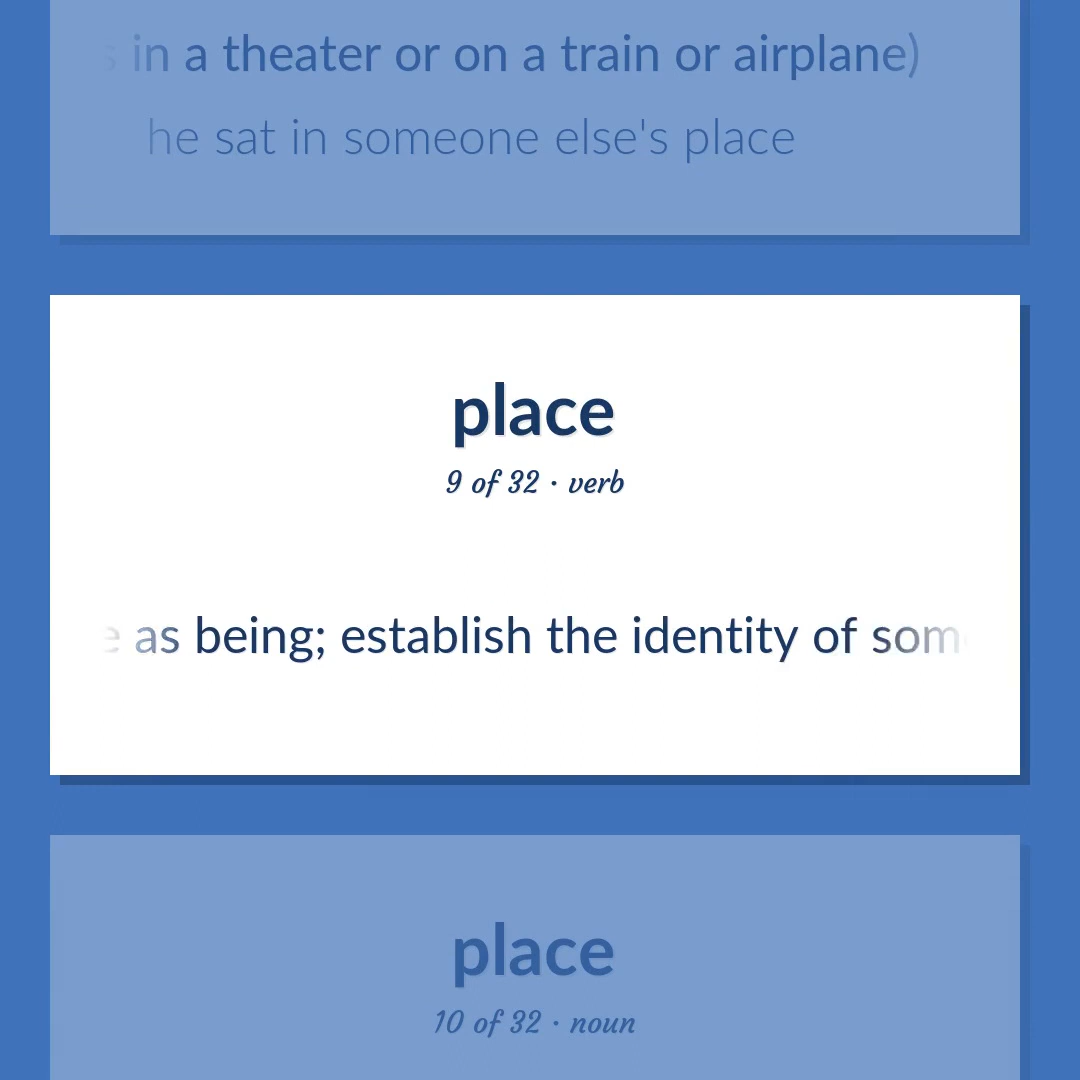 in a theater or on a train or airplane)
he sat in someone else's place
place
9 of 32 · verb
as being; establish the identity of
place
10 of 32 · noun